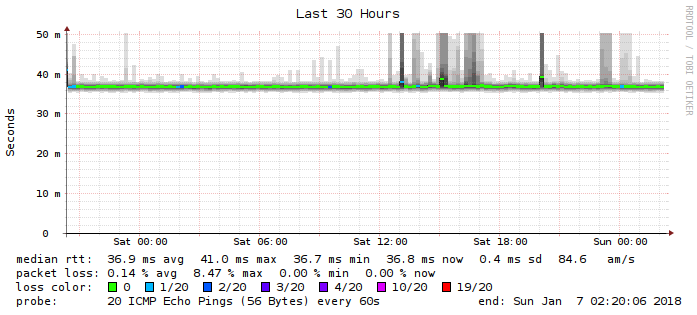 Last 30 Hours
RRDTOOL / TOBI OETIKER
50 m
40 m
30 m
20 m
10 m
0
Seconds
Sat 00:00 Sat 06:00 Sat 12:00 Sat 18:00 Sun 00:00
median rtt: 36.9 ms avg 41.0 ms max 36.7 ms min 36.8 ms now 0.4 ms sd 84.6 am/s
packet loss: 0.14 % avg 8.47 % max 0.00 % min 0.00 % now
loss color: 0 1/20 2/20 3/20 4/20 10/20 19/20
probe: 20 ICMP Echo Pings (56 Bytes) every 60s end: Sun Jan 7 02:20:06 2018